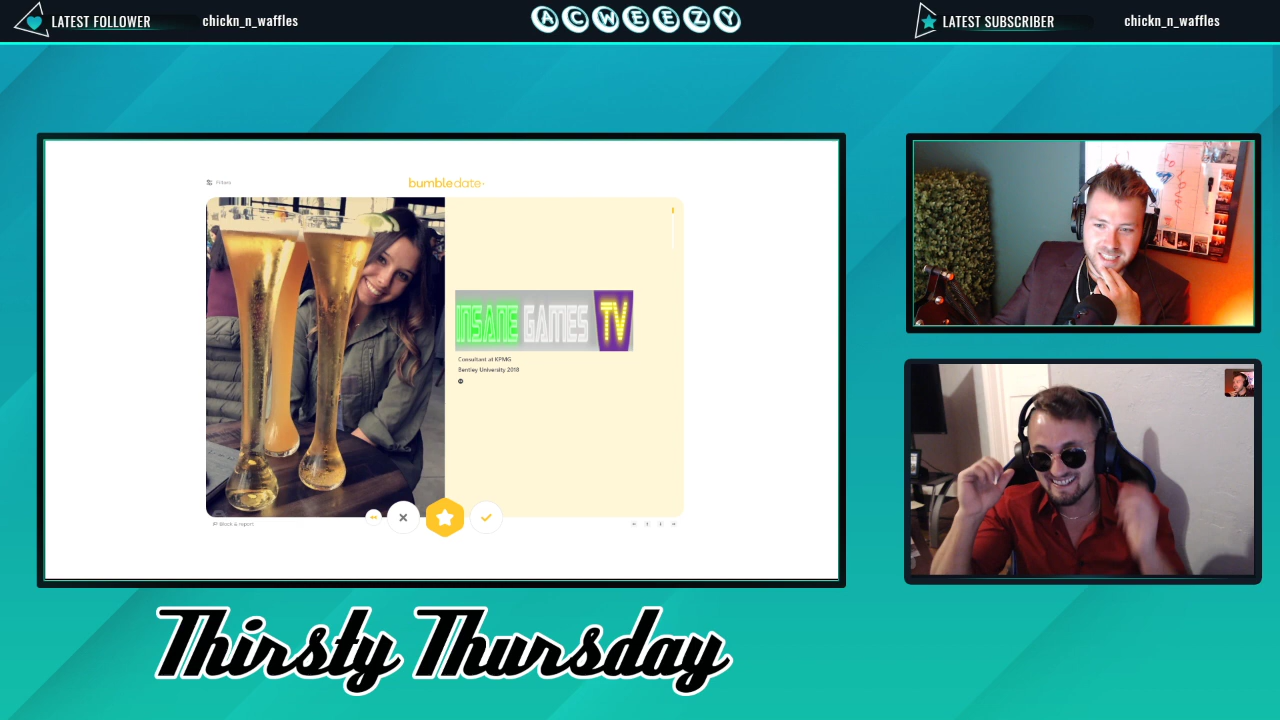 LATEST FOLLOWER
chickn_n_waffles
ACWEEZY
LATEST SUBSCRIBER
chickn_n_waffles
Filters
bumble date
INSANE GAMES TV
Consultant at KPMG
Bentley University 2018
Block & report
Thirsty Thursday